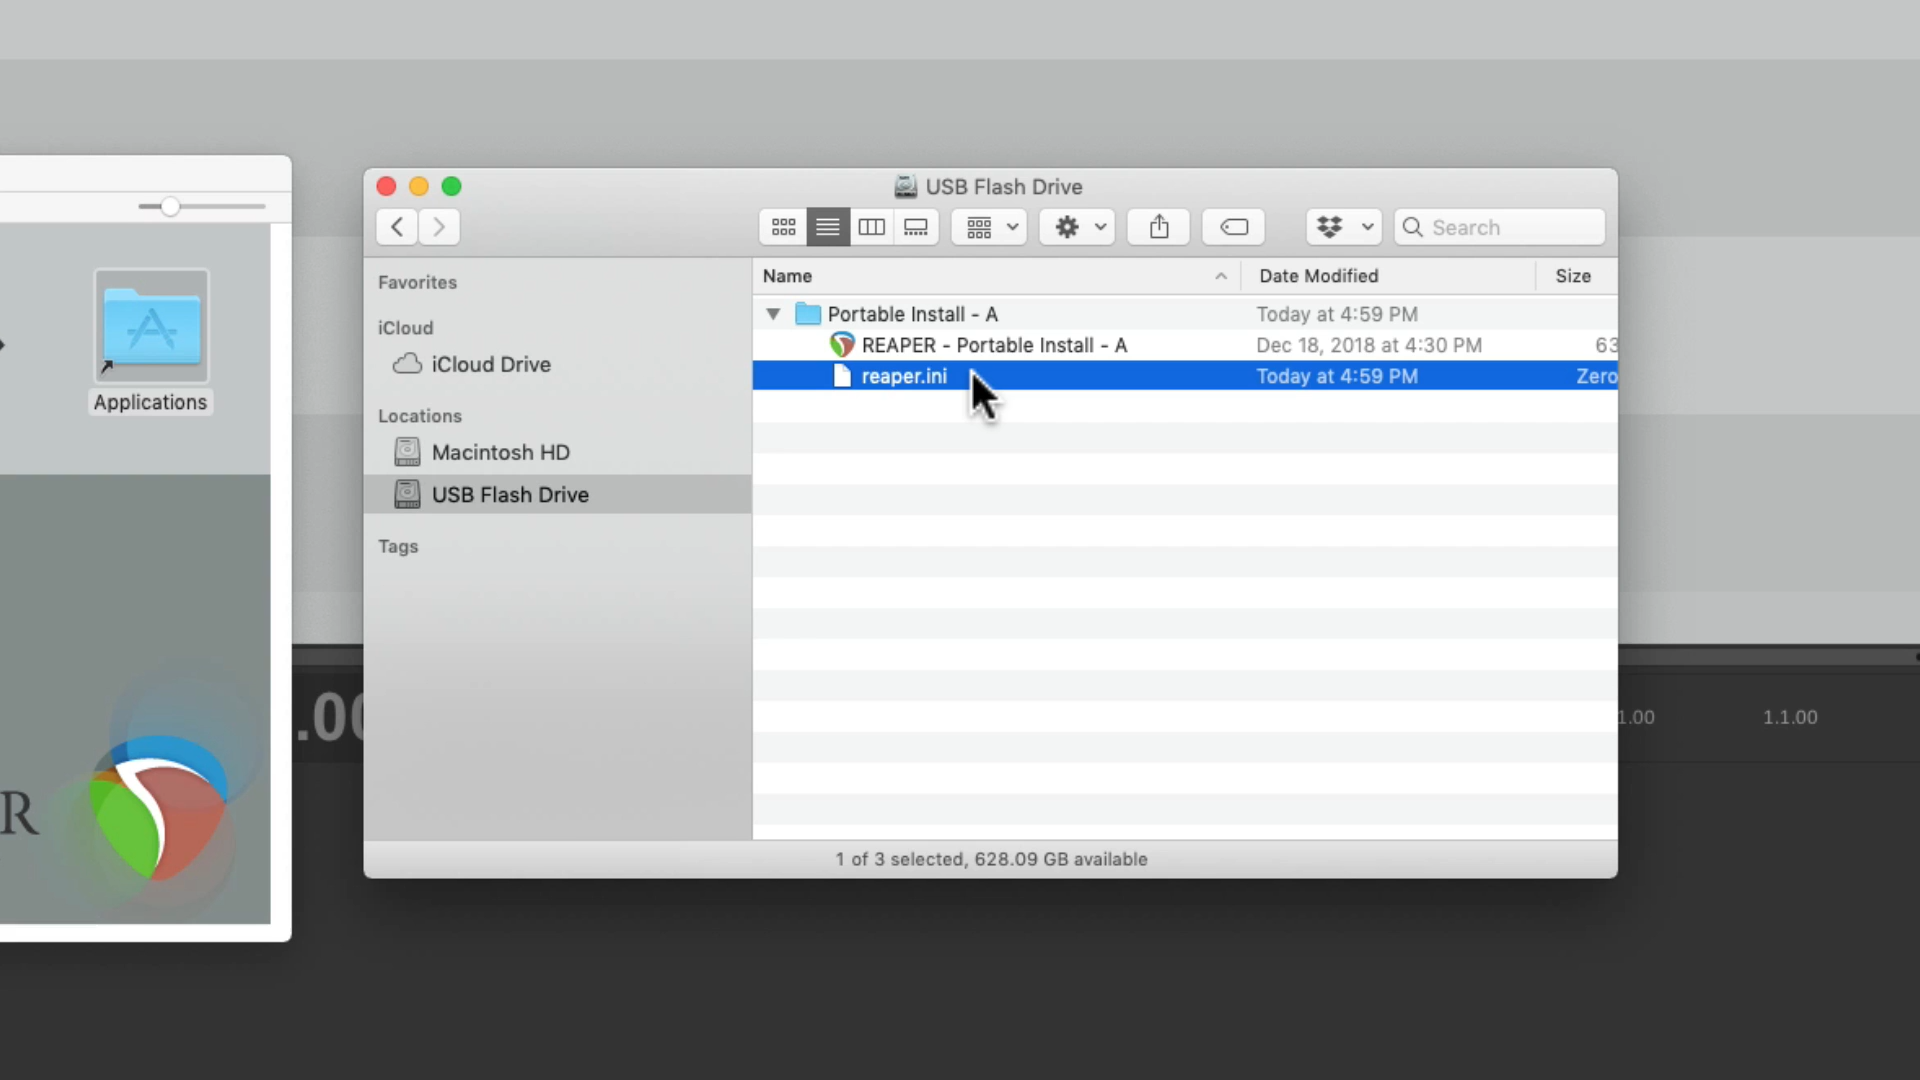 USB Flash Drive
Search
Favorites
iCloud
iCloud Drive
Locations
Macintosh HD
USB Flash Drive
Tags
Name
Date Modified
Size
Portable Install - A
Today at 4:59 PM
REAPER - Portable Install - A
Dec 18, 2018 at 4:30 PM
63
reaper.ini
Today at 4:59 PM
Zero
1 of 3 selected, 628.09 GB available
Applications
R
.00
1.00
1.1.00